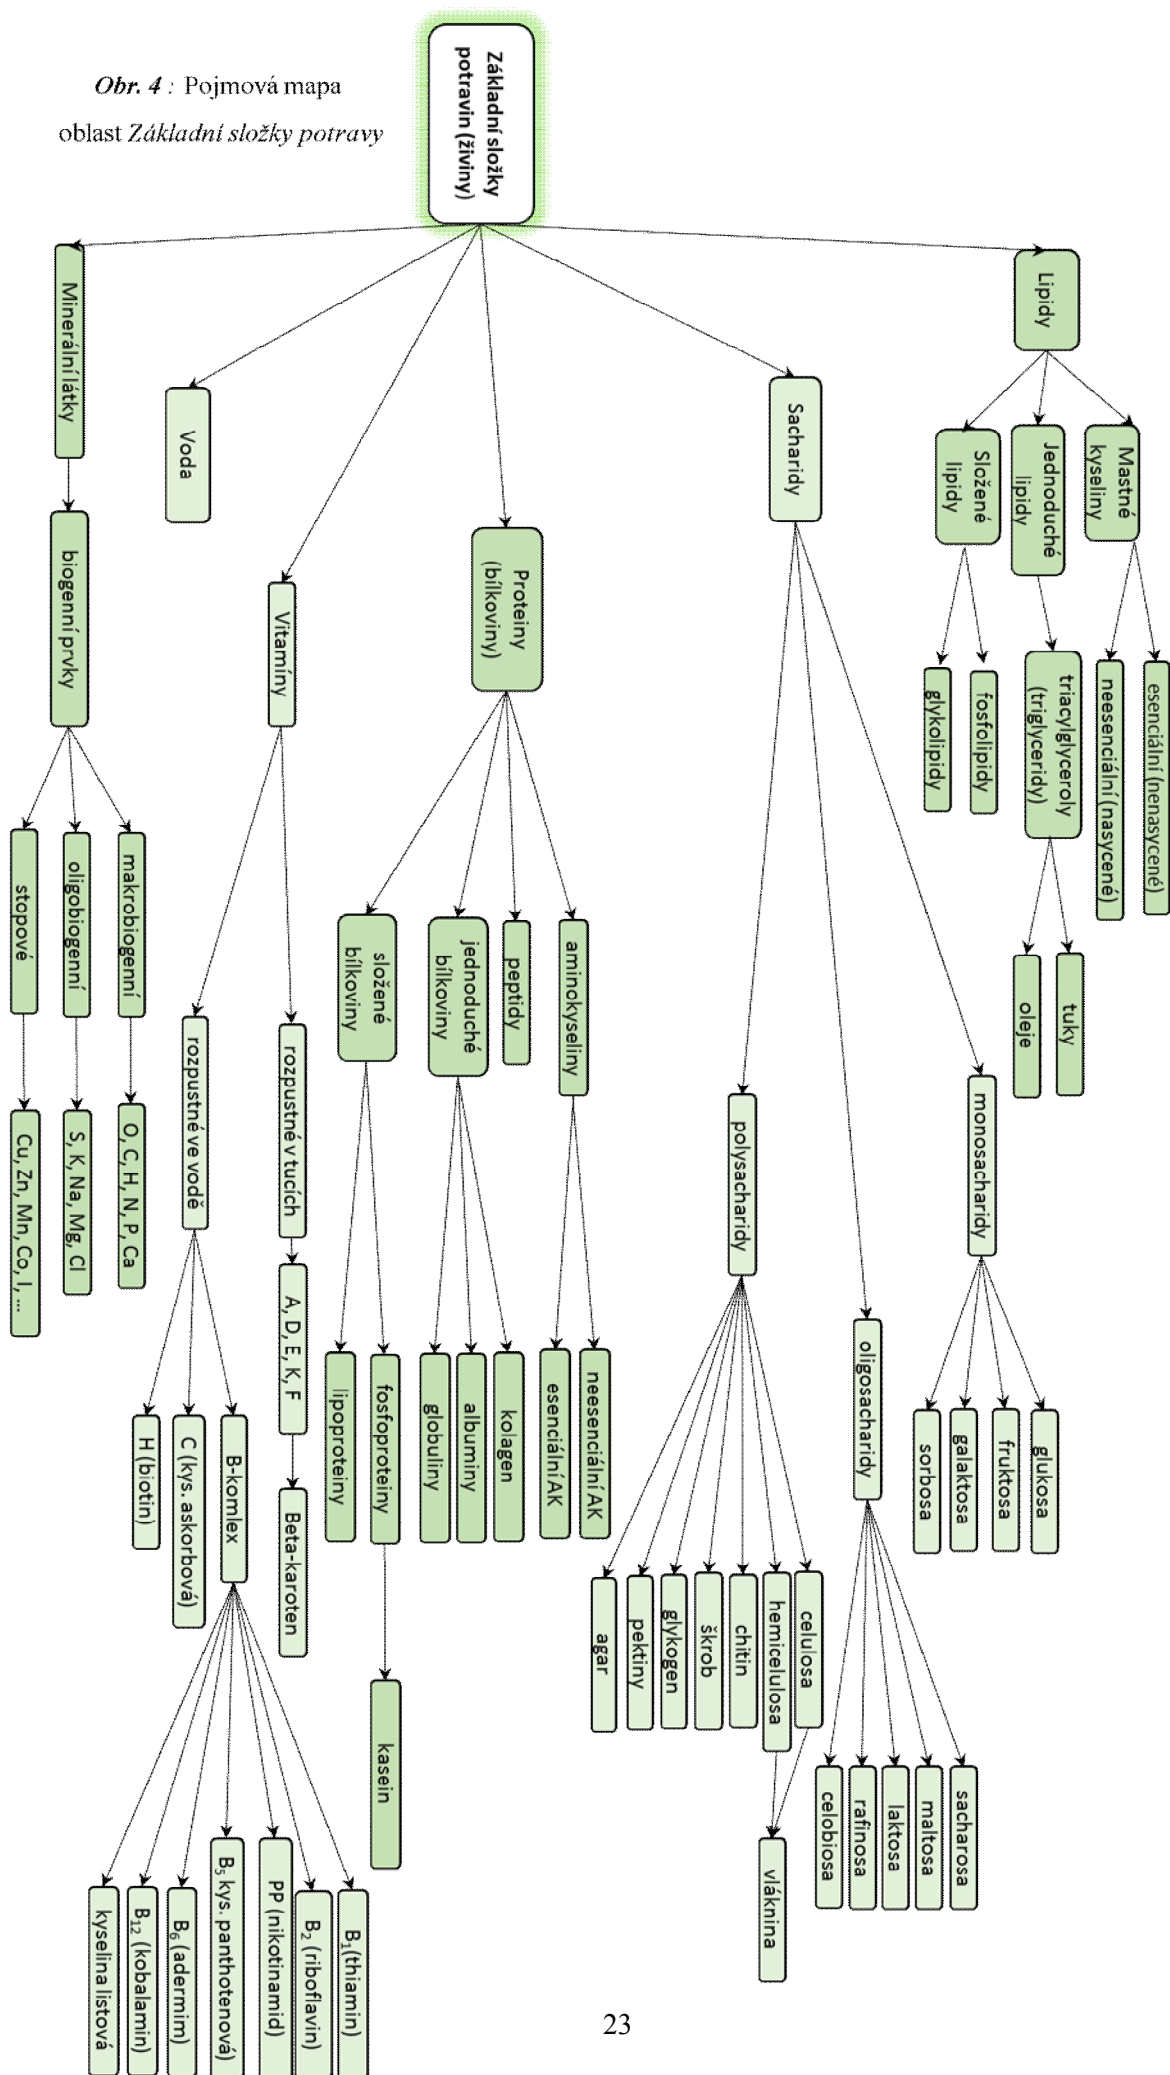 Obr. 4 : Pojmová mapa
oblast Základní složky potravy
Základní složky
potravin (živiny)
Lipidy
Mastné
kyseliny
esenciální (nenasycené)
neesenciální (nasycené)
Jednoduché
lipidy
triacylglyceroly
(triglyceridy)
tuky
oleje
Složené
lipidy
fosfolipidy
glykolipidy
Sacharidy
monosacharidy
glukosa
fruktosa
galaktosa
sorbosa
oligosacharidy
sacharosa
maltosa
laktosa
rafinosa
celobiosa
polysacharidy
celulosa
hemicelulosa
vláknina
chitin
škrob
glykogen
pektiny
agar
Proteiny
(bílkoviny)
aminokyseliny
neesenciální AK
esenciální AK
peptidy
jednoduché
bílkoviny
kolagen
albuminy
globuliny
složené
bílkoviny
fosfoproteiny
kasein
lipoproteiny
Vitamíny
rozpustné v tucích
A, D, E, K, F
Beta-karoten
rozpustné ve vodě
B-komlex
B₁(thiamin)
B₂ (riboflavin)
PP (nikotinamid)
B₅ kys. panthotenová)
B₆ (adermim)
B₁₂ (kobalamin)
kyselina listová
C (kys. askorbová)
H (biotin)
Voda
Minerální látky
biogenní prvky
makrobiogenní
O, C, H, N, P, Ca
oligobiogenní
S, K, Na, Mg, Cl
stopové
Cu, Zn, Mn, Co, I, ...
23